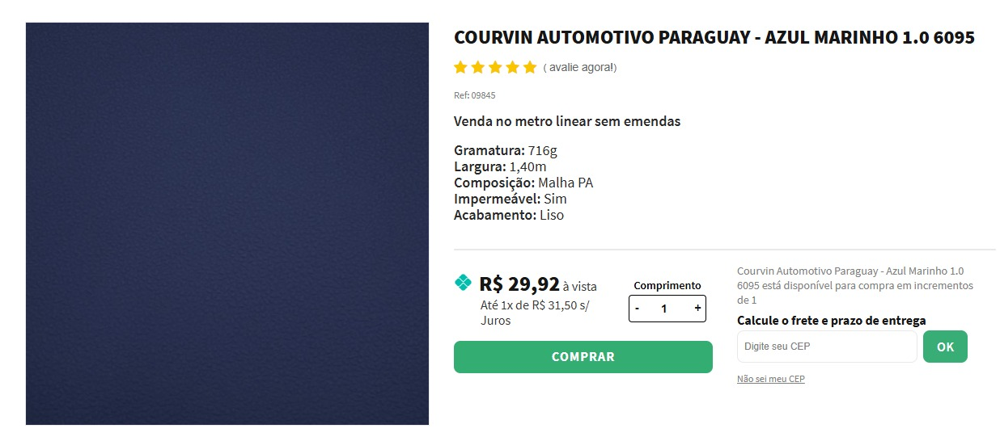 COURVIN AUTOMOTIVO PARAGUAY - AZUL MARINHO 1.0 6095
( avalie agora!)
Ref: 09845
Venda no metro linear sem emendas
Gramatura: 716g
Largura: 1,40m
Composição: Malha PA
Impermeável: Sim
Acabamento: Liso
R$ 29,92 à vista
Até 1x de R$ 31,50 s/
Juros
Comprimento
- 1 +
COMPRAR
Courvin Automotivo Paraguay - Azul Marinho 1.0
6095 está disponível para compra em incrementos
de 1
Calcule o frete e prazo de entrega
Digite seu CEP
OK
Não sei meu CEP